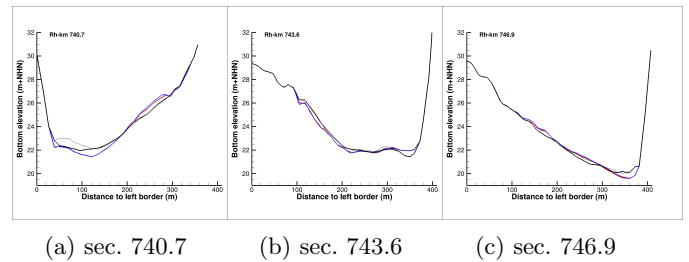 Rh-km 740.7
Bottom elevation (m+NHN)
32
30
28
26
24
22
20
0 100 200 300 400
Distance to left border (m)
(a) sec. 740.7
Rh-km 743.6
Bottom elevation (m+NHN)
32
30
28
26
24
22
20
0 100 200 300 400
Distance to left border (m)
(b) sec. 743.6
Rh-km 746.9
Bottom elevation (m+NHN)
32
30
28
26
24
22
20
0 100 200 300 400
Distance to left border (m)
(c) sec. 746.9